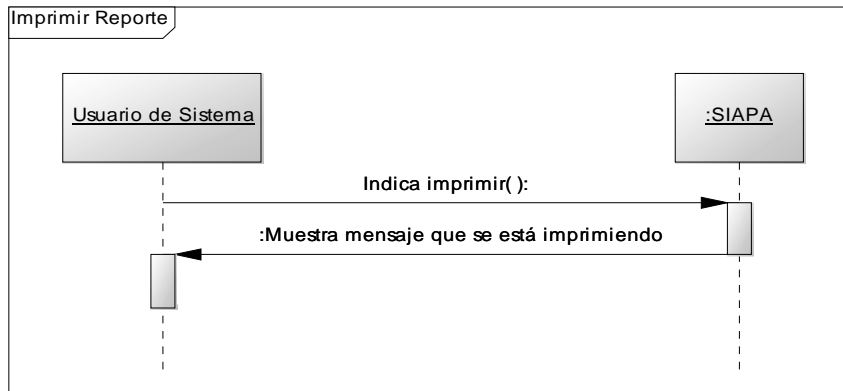 Imprimir Reporte
Usuario de Sistema
:SIAPA
Indica imprimir( ):
:Muestra mensaje que se está imprimiendo